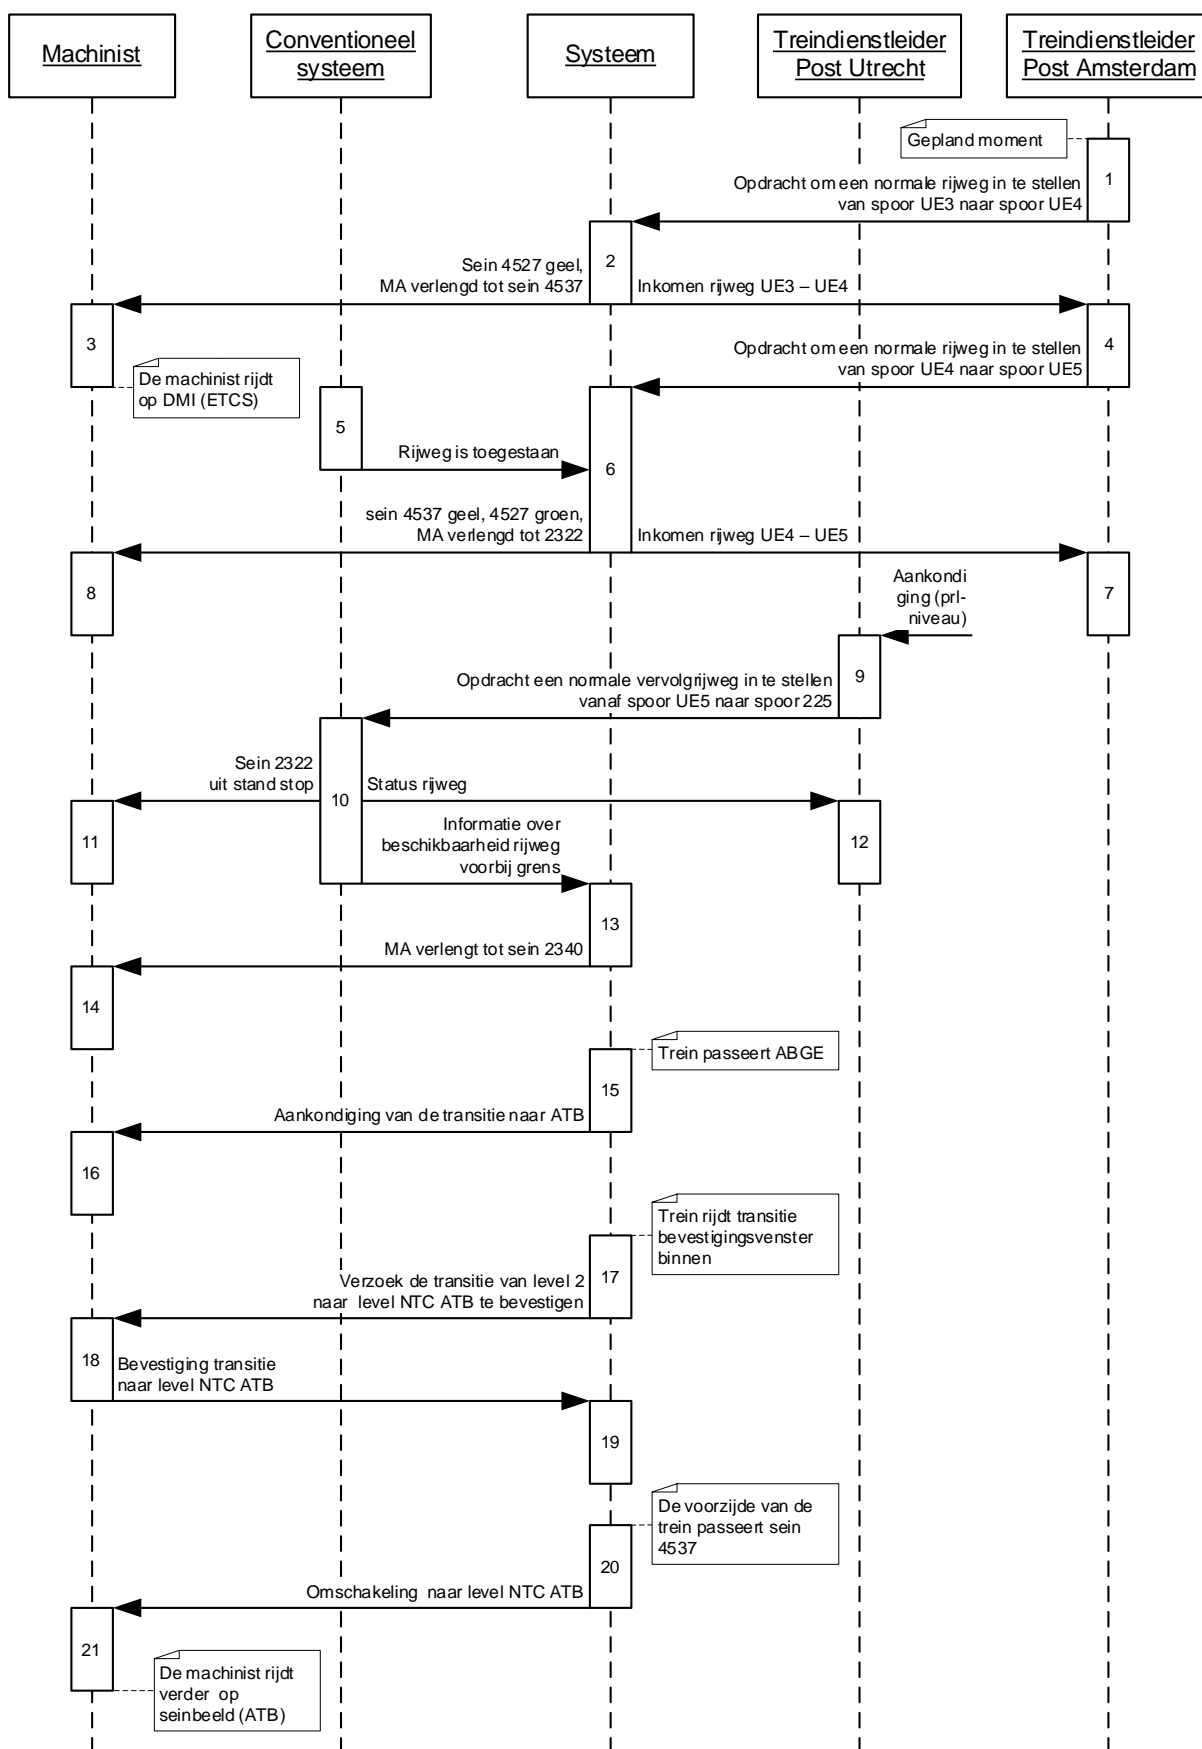 Machinist
Conventioneel
systeem
Systeem
Treindienstleider
Post Utrecht
Treindienstleider
Post Amsterdam
Gepland moment
1
Opdracht om een normale rijweg in te stellen
van spoor UE3 naar spoor UE4
2
Sein 4527 geel,
MA verlengd tot sein 4537
Inkomen rijweg UE3 – UE4
3
4
Opdracht om een normale rijweg in te stellen
van spoor UE4 naar spoor UE5
De machinist rijdt
op DMI (ETCS)
5
Rijweg is toegestaan
6
sein 4537 geel, 4527 groen,
MA verlengd tot 2322
Inkomen rijweg UE4 – UE5
8
7
Aankondi
ging (prl-
niveau)
9
Opdracht een normale vervolgrijweg in te stellen
vanaf spoor UE5 naar spoor 225
Sein 2322
uit stand stop
10
Status rijweg
11
12
Informatie over
beschikbaarheid rijweg
voorbij grens
13
MA verlengt tot sein 2340
14
Trein passeert ABGE
15
Aankondiging van de transitie naar ATB
16
Trein rijdt transitie
bevestigingsvenster
binnen
17
Verzoek de transitie van level 2
naar level NTC ATB te bevestigen
18
Bevestiging transitie
naar level NTC ATB
19
De voorzijde van de
trein passeert sein
4537
20
Omschakeling naar level NTC ATB
21
De machinist rijdt
verder op
seinbeeld (ATB)